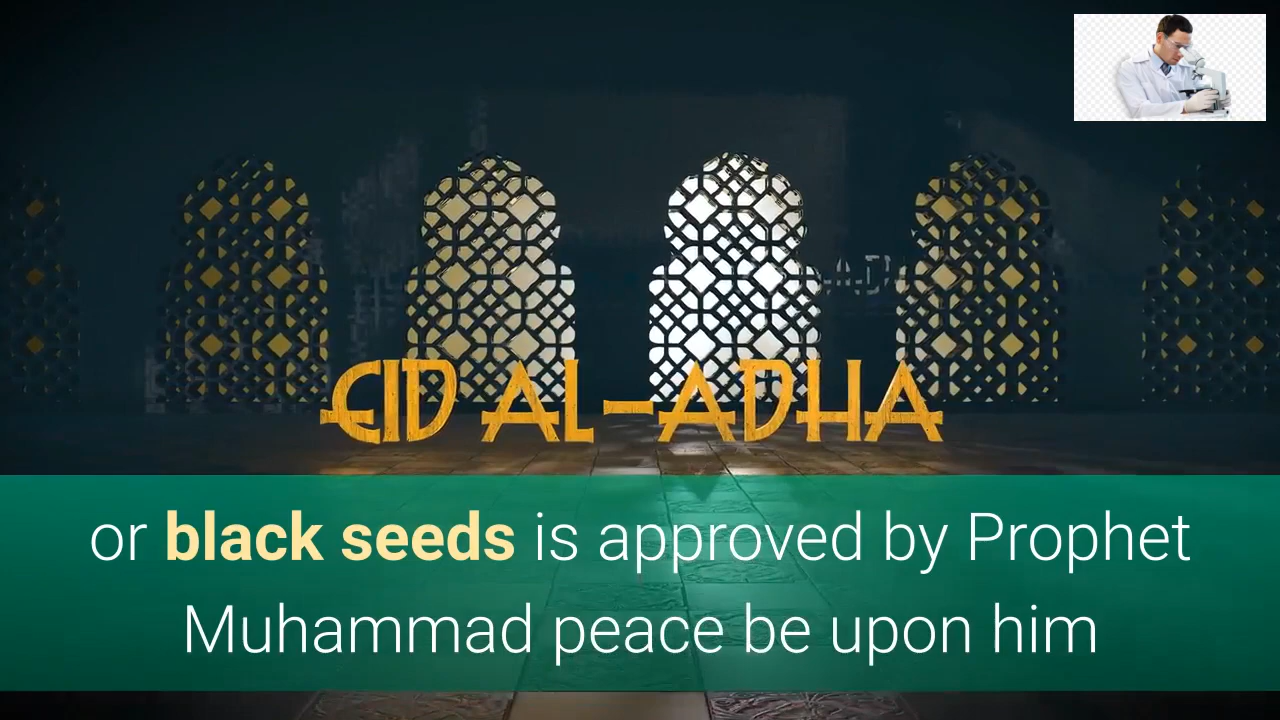 EID AL-ADHA
or black seeds is approved by Prophet
Muhammad peace be upon him